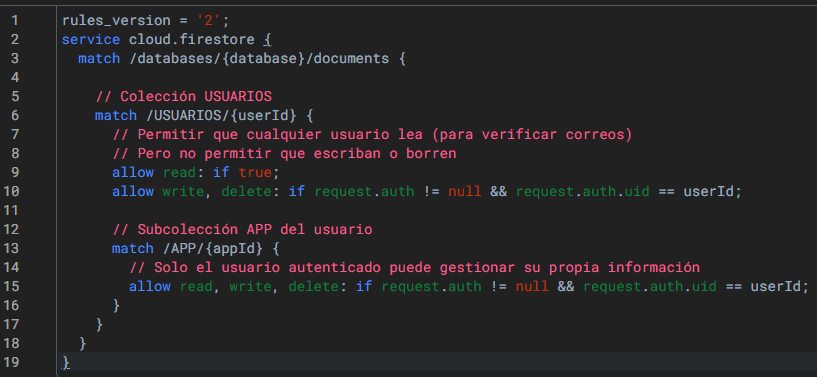 1 rules_version = '2';
2 service cloud.firestore {
3 match /databases/{database}/documents {
4
5 // Colección USUARIOS
6 match /USUARIOS/{userId} {
7 // Permitir que cualquier usuario lea (para verificar correos)
8 // Pero no permitir que escriban o borren
9 allow read: if true;
10 allow write, delete: if request.auth != null && request.auth.uid == userId;
11
12 // Subcolección APP del usuario
13 match /APP/{appId} {
14 // Solo el usuario autenticado puede gestionar su propia información
15 allow read, write, delete: if request.auth != null && request.auth.uid == userId;
16 }
17 }
18 }
19 }